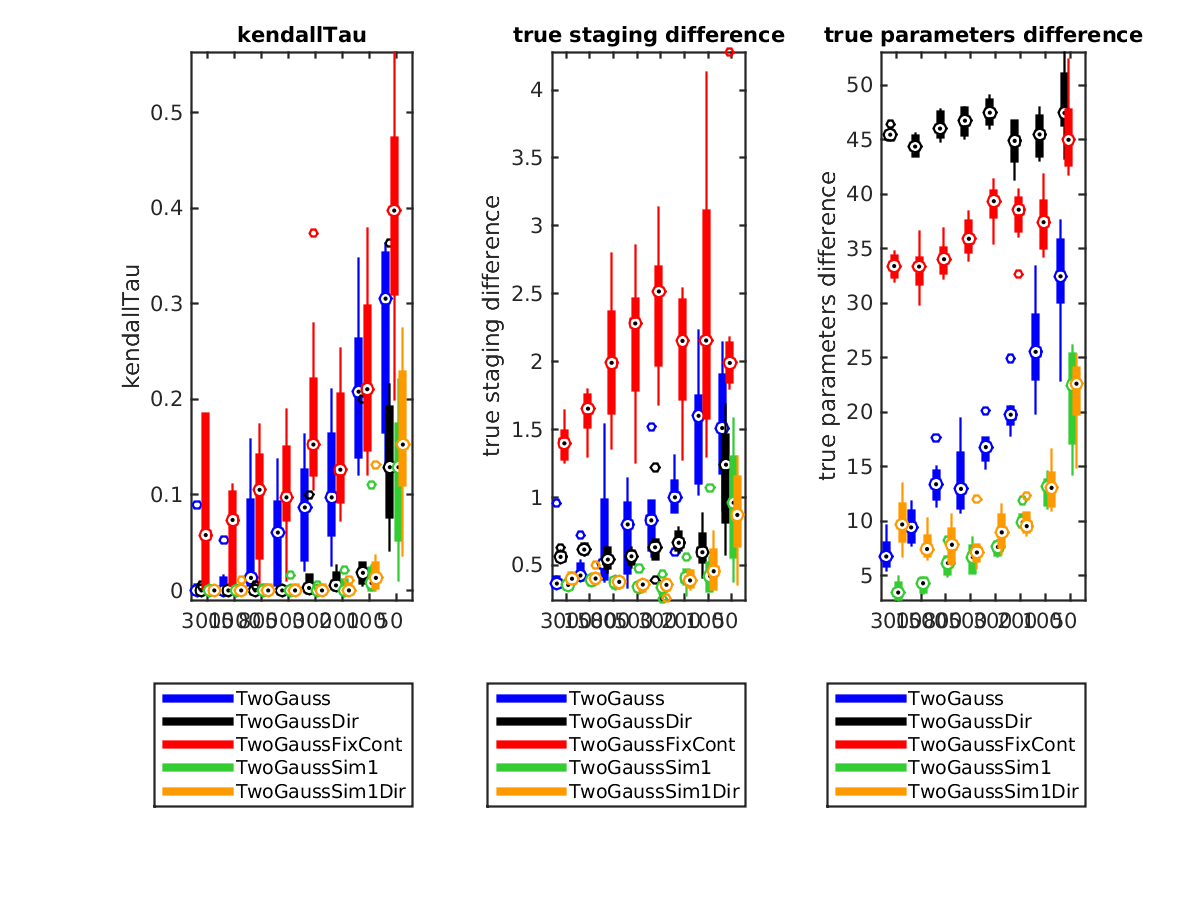 kendallTau
true staging difference
true parameters difference
kendallTau
0.5
0.4
0.3
0.2
0.1
0
true staging difference
4
3.5
3
2.5
2
1.5
1
0.5
true parameters difference
50
45
40
35
30
25
20
15
10
5
TwoGauss
TwoGaussDir
TwoGaussFixCont
TwoGaussSim1
TwoGaussSim1Dir
TwoGauss
TwoGaussDir
TwoGaussFixCont
TwoGaussSim1
TwoGaussSim1Dir
TwoGauss
TwoGaussDir
TwoGaussFixCont
TwoGaussSim1
TwoGaussSim1Dir